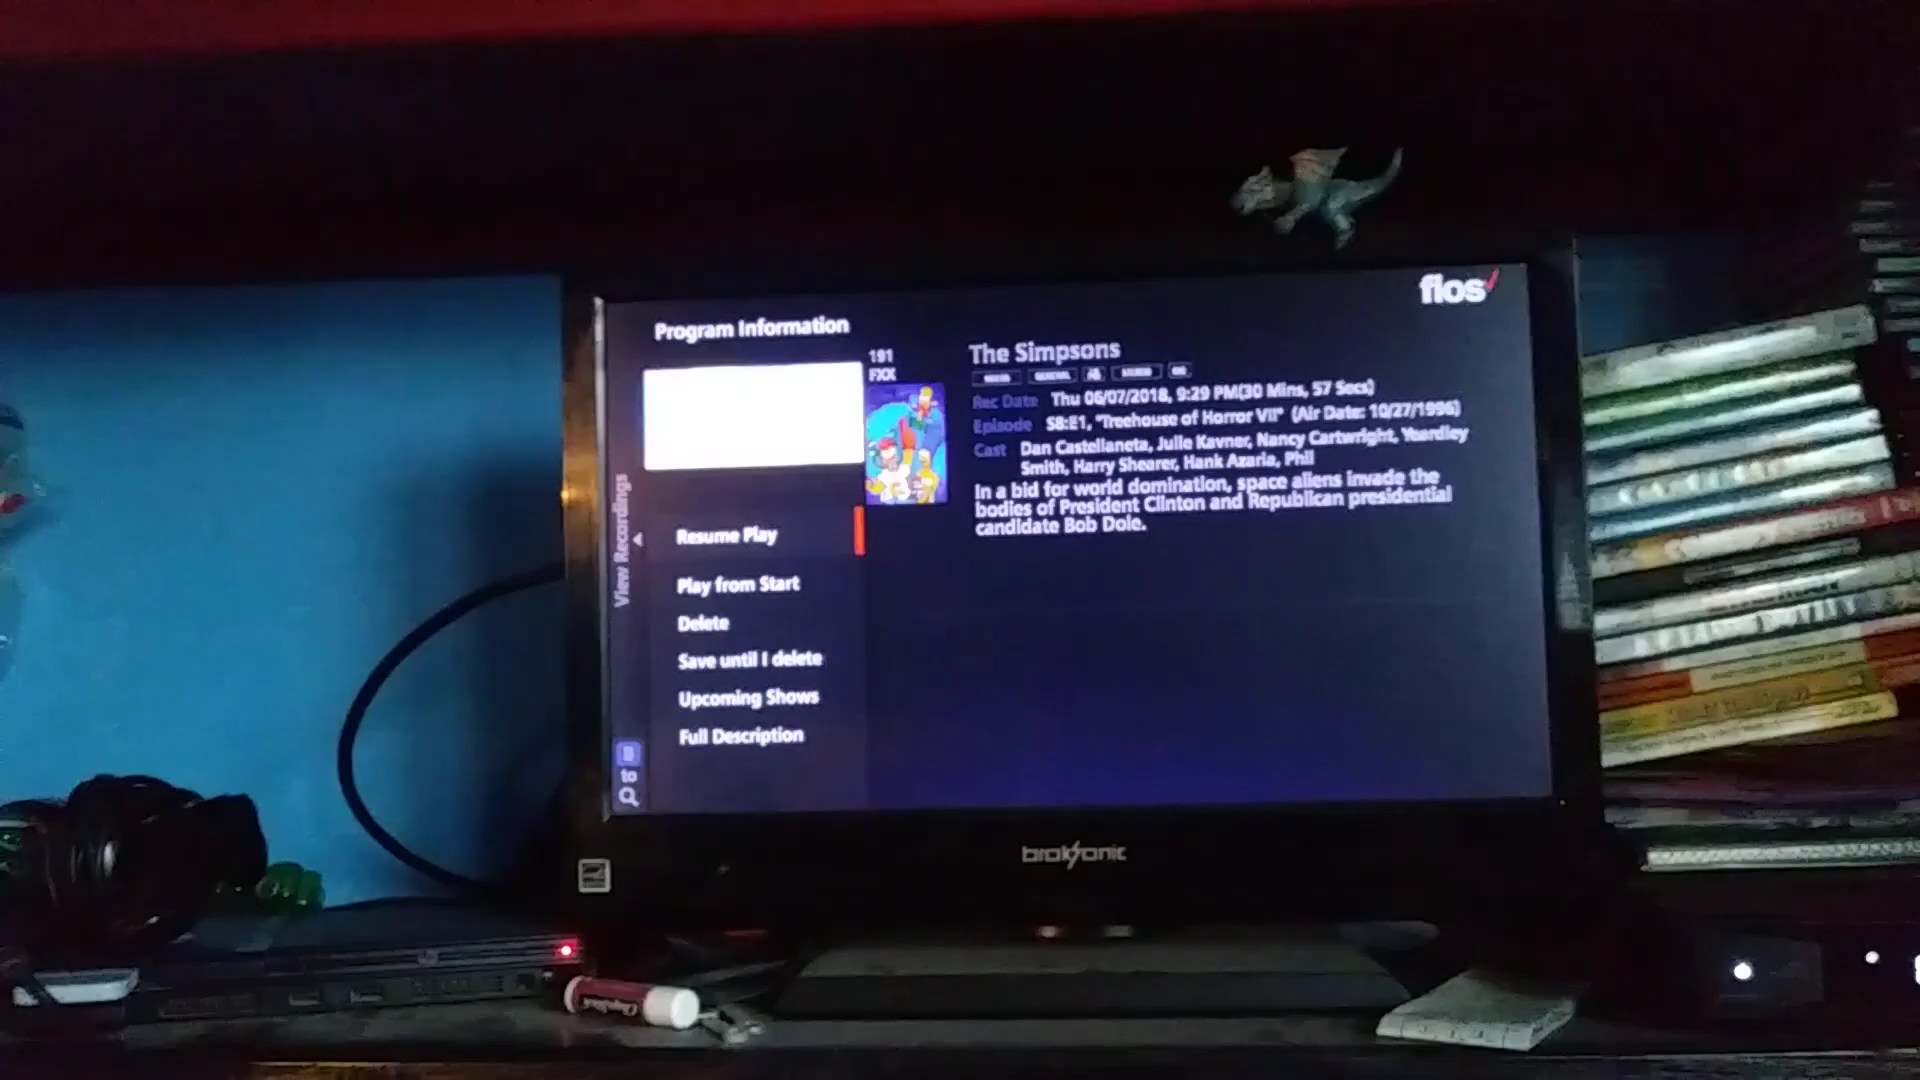 fios
Program Information
191
FXX
The Simpsons
Rec Date Thu 06/07/2018, 9:29 PM(30 Mins, 57 Secs)
Episode S8:E1, "Treehouse of Horror VII" (Air Date: 10/27/1996)
Cast Dan Castellaneta, Julie Kavner, Nancy Cartwright, Yeardley
Smith, Harry Shearer, Hank Azaria, Phil
In a bid for world domination, space aliens invade the
bodies of President Clinton and Republican presidential
candidate Bob Dole.
View Recordings
Resume Play
Play from Start
Delete
Save until I delete
Upcoming Shows
Full Description
B
to
broksonic
ChapStick